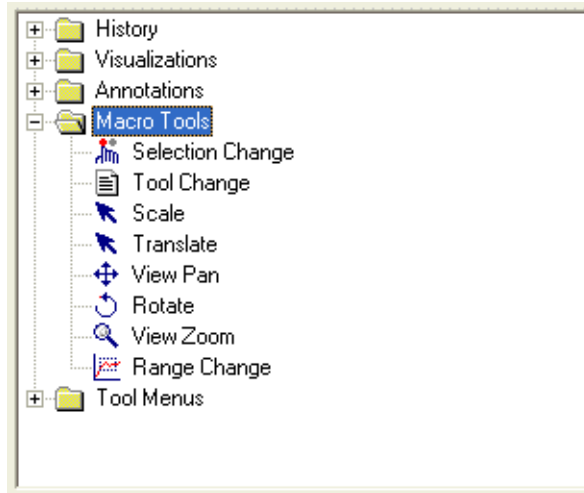 History
Visualizations
Annotations
Macro Tools
Selection Change
Tool Change
Scale
Translate
View Pan
Rotate
View Zoom
Range Change
Tool Menus